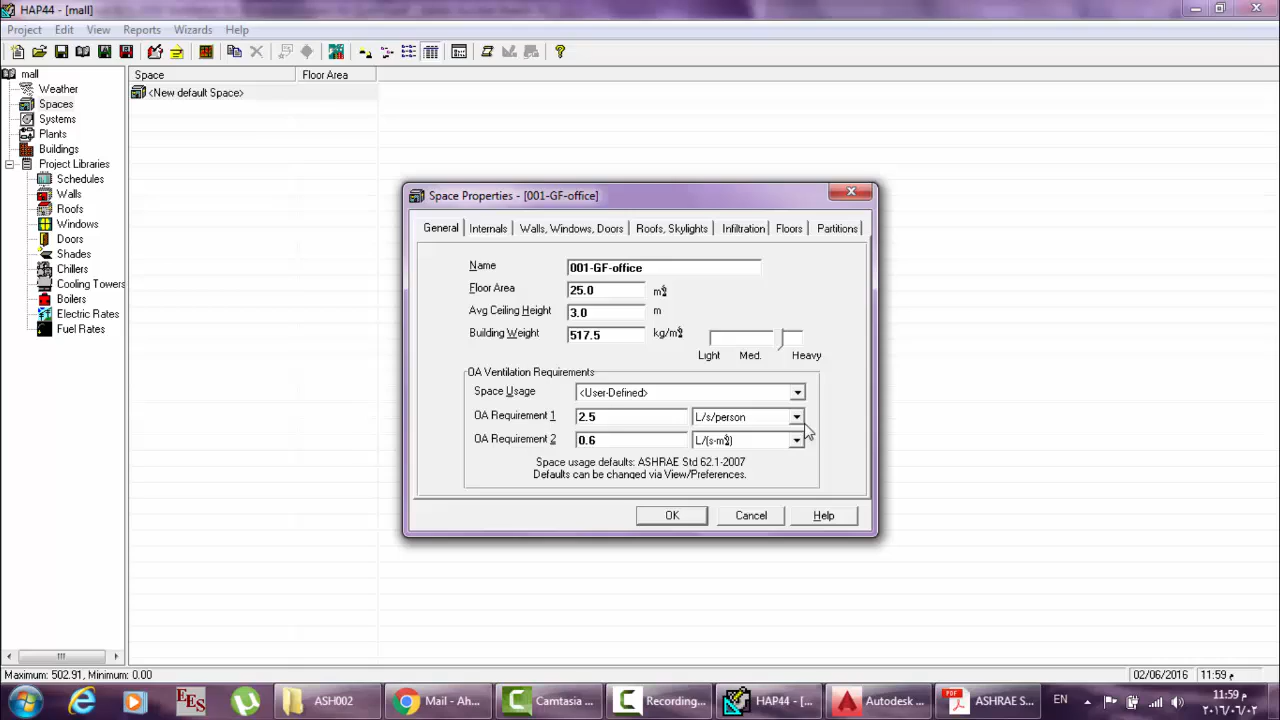 HAP44 - [mall]
Project Edit View Reports Wizards Help
mall
Weather
Spaces
Systems
Plants
Buildings
Project Libraries
Schedules
Walls
Roofs
Windows
Doors
Shades
Chillers
Cooling Towers
Boilers
Electric Rates
Fuel Rates
Space Floor Area
<New default Space>
Space Properties - [001-GF-office]
General Internals Walls, Windows, Doors Roofs, Skylights Infiltration Floors Partitions
Name 001-GF-office
Floor Area 25.0
Avg Ceiling Height 3.0 m
Building Weight 517.5
Light Med. Heavy
OA Ventilation Requirements
Space Usage <User-Defined>
OA Requirement 1 2.5 L/s/person
OA Requirement 2 0.6
Space usage defaults: ASHRAE Std 62.1-2007
Defaults can be changed via View/Preferences.
OK Cancel Help
Maximum: 502.91, Minimum: 0.00
02/06/2016 11:59 م
EES ASH002 Mail - Ah... Camtasia ... Recording... HAP44 - [... Autodesk ... ASHRAE S... EN
11:59 م
٢٠١٦/٠٦/٠٢